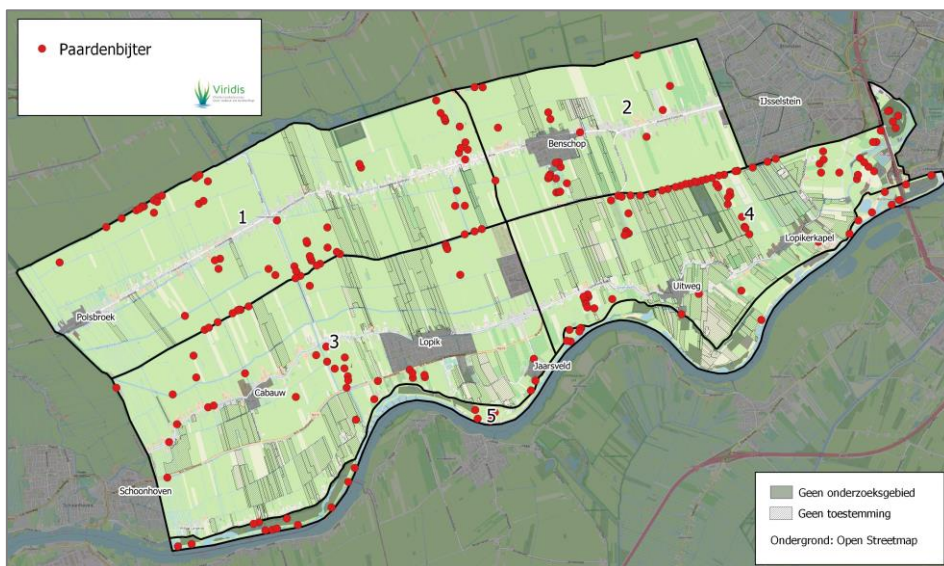 Paardenbijter
Viridis
2
IJsselstein
Benschop
1
4
Lopikerkapel
Uitweg
Polsbroek
3
Lopik
Jaarsveld
Cabauw
5
Schoonhoven
Geen onderzoeksgebied
Geen toestemming
Ondergrond: Open Streetmap